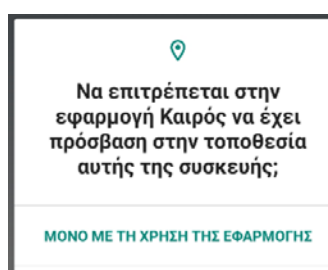 Να επιτρέπεται στην
εφαρμογή Καιρός να έχει
πρόσβαση στην τοποθεσία
αυτής της συσκευής;
ΜΟΝΟ ΜΕ ΤΗ ΧΡΗΣΗ ΤΗΣ ΕΦΑΡΜΟΓΗΣ